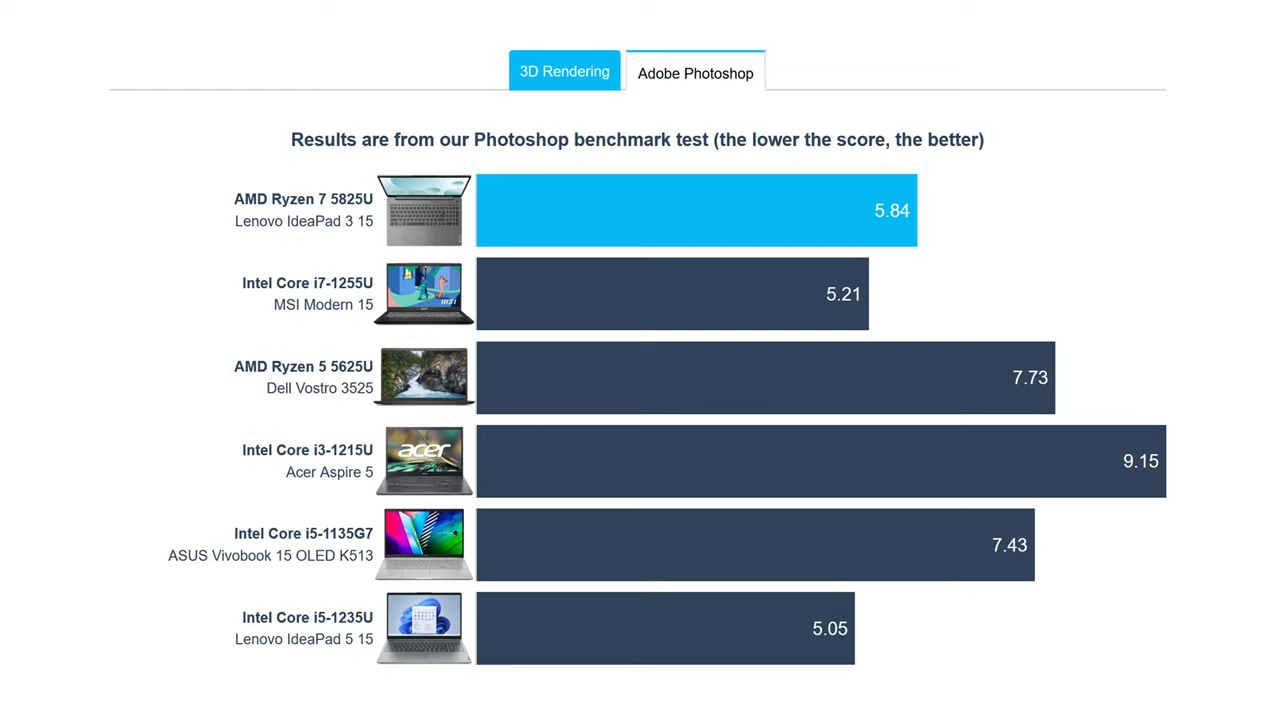 3D Rendering
Adobe Photoshop
Results are from our Photoshop benchmark test (the lower the score, the better)
AMD Ryzen 7 5825U
Lenovo IdeaPad 3 15
5.84
Intel Core i7-1255U
MSI Modern 15
msi
5.21
AMD Ryzen 5 5625U
Dell Vostro 3525
7.73
Intel Core i3-1215U
Acer Aspire 5
acer
9.15
Intel Core i5-1135G7
ASUS Vivobook 15 OLED K513
7.43
Intel Core i5-1235U
Lenovo IdeaPad 5 15
5.05